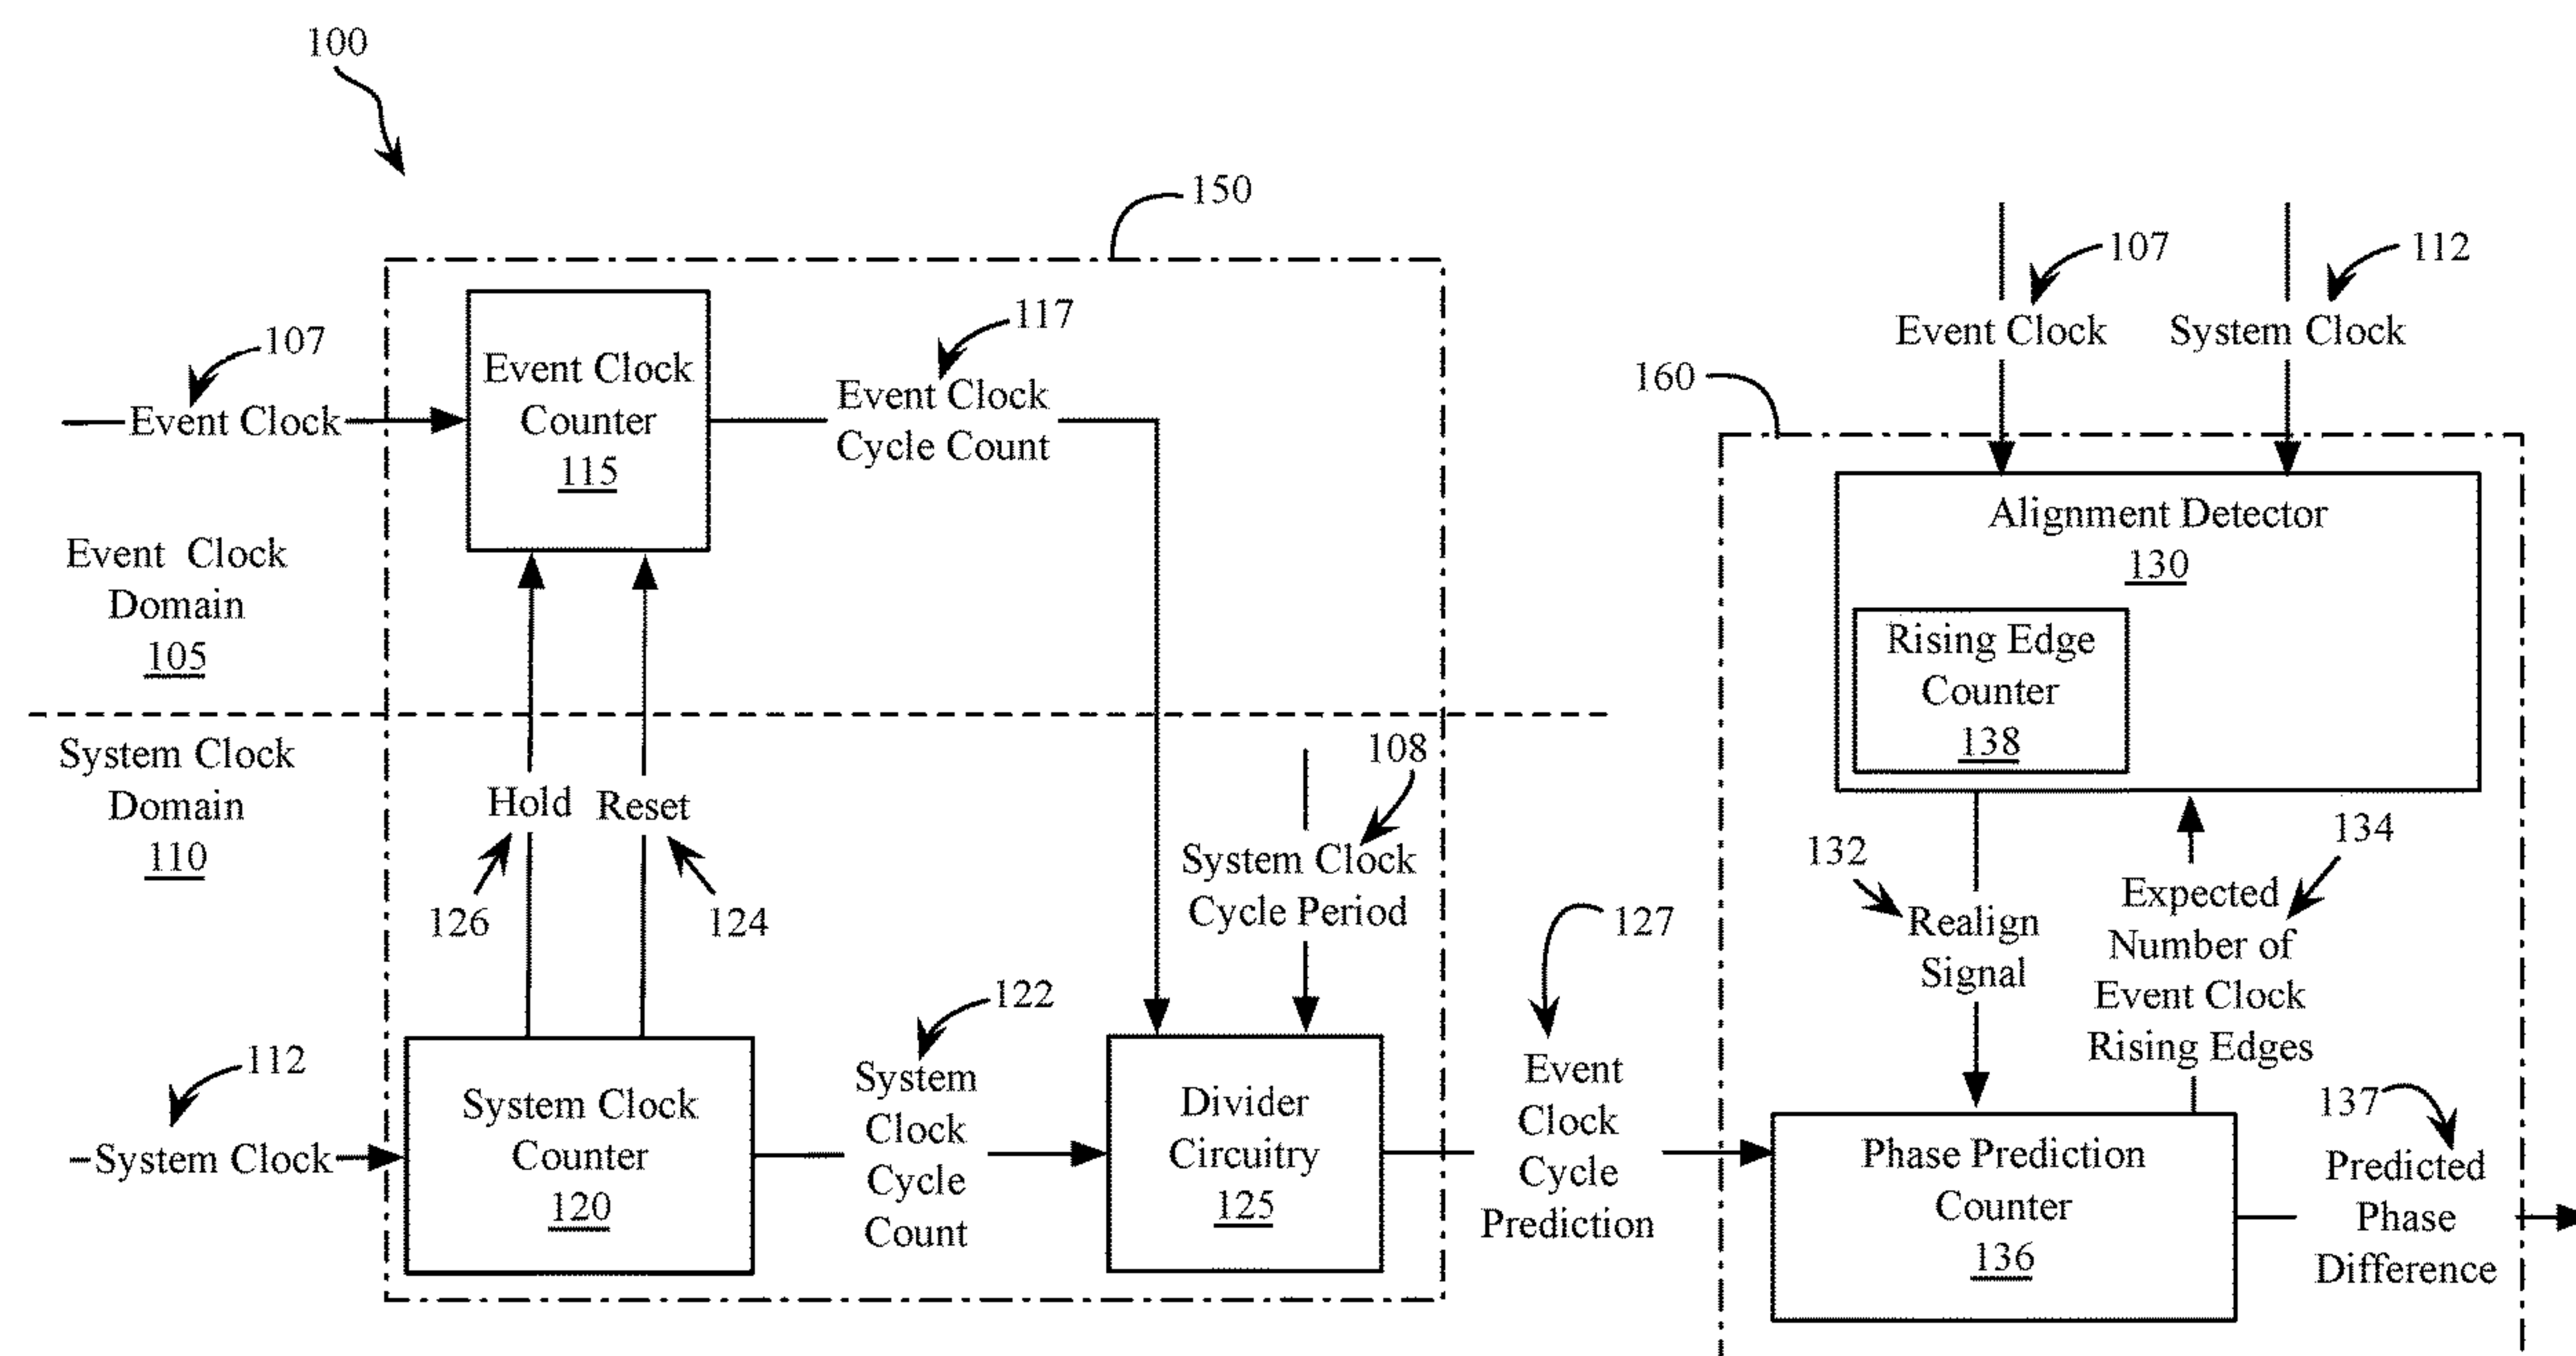 100
150
107
Event Clock
Event Clock
Counter
115
117
Event Clock
Cycle Count
Event Clock
Domain
105
System Clock
Domain
110
Hold
Reset
126
124
108
System Clock
Cycle Period
112
System Clock
System Clock
Counter
120
122
System
Clock
Cycle
Count
Divider
Circuitry
125
127
Event
Clock
Cycle
Prediction
107
112
Event Clock
System Clock
160
Alignment Detector
130
Rising Edge
Counter
138
132
Realign
Signal
134
Expected
Number of
Event Clock
Rising Edges
Phase Prediction
Counter
136
137
Predicted
Phase
Difference